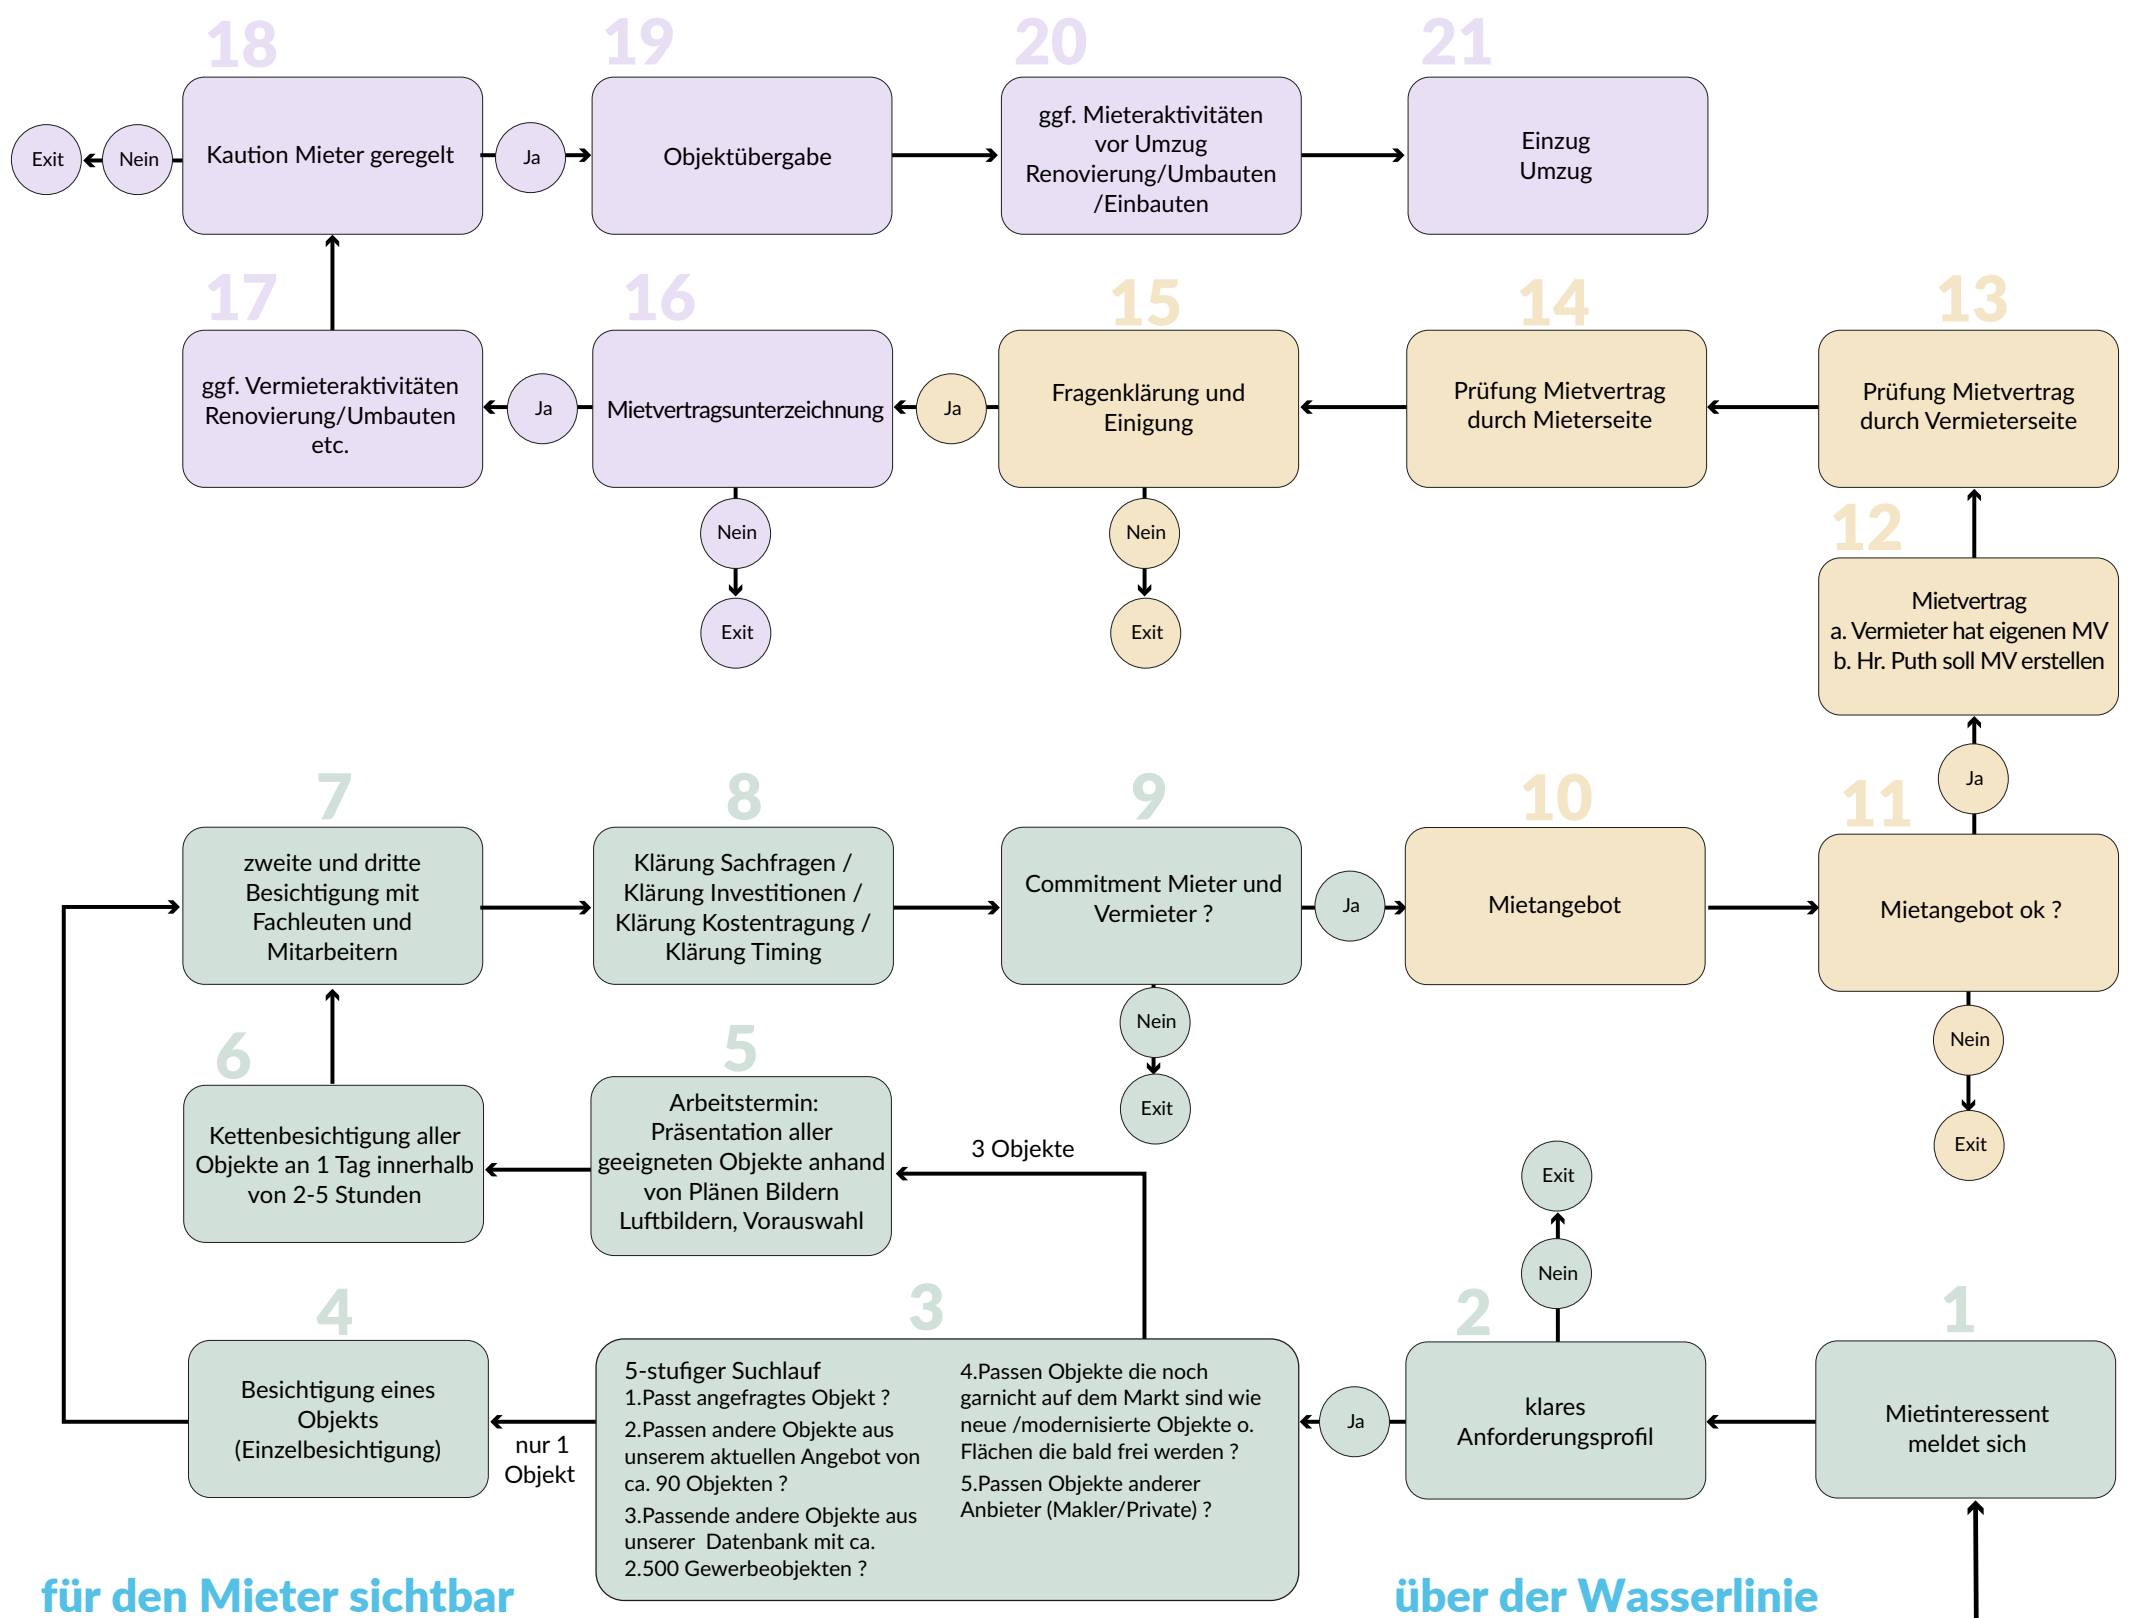 18
19
20
21
Exit
Nein
Kaution Mieter geregelt
Ja
Objektübergabe
ggf. Mieteraktivitäten
vor Umzug
Renovierung/Umbauten
/Einbauten
Einzug
Umzug
17
16
15
14
13
ggf. Vermieteraktivitäten
Renovierung/Umbauten
etc.
Ja
Mietvertragsunterzeichnung
Ja
Fragenklärung und
Einigung
Prüfung Mietvertrag
durch Mieterseite
Prüfung Mietvertrag
durch Vermieterseite
Nein
Exit
Nein
Exit
12
Mietvertrag
a. Vermieter hat eigenen MV
b. Hr. Puth soll MV erstellen
Ja
7
8
9
10
11
zweite und dritte
Besichtigung mit
Fachleuten und
Mitarbeitern
Klärung Sachfragen /
Klärung Investitionen /
Klärung Kostentragung /
Klärung Timing
Commitment Mieter und
Vermieter ?
Ja
Mietangebot
Mietangebot ok ?
Nein
Exit
Nein
Exit
6
5
Kettenbesichtigung aller
Objekte an 1 Tag innerhalb
von 2-5 Stunden
Arbeitstermin:
Präsentation aller
geeigneten Objekte anhand
von Plänen Bildern
Luftbildern, Vorauswahl
3 Objekte
Exit
Nein
4
3
2
1
Besichtigung eines
Objekts
(Einzelbesichtigung)
nur 1
Objekt
5-stufiger Suchlauf
1.Passt angefragtes Objekt ?
2.Passen andere Objekte aus
unserem aktuellen Angebot von
ca. 90 Objekten ?
3.Passende andere Objekte aus
unserer Datenbank mit ca.
2.500 Gewerbeobjekten ?
4.Passen Objekte die noch
garnicht auf dem Markt sind wie
neue /modernisierte Objekte o.
Flächen die bald frei werden ?
5.Passen Objekte anderer
Anbieter (Makler/Private) ?
Ja
klares
Anforderungsprofil
Mietinteressent
meldet sich
für den Mieter sichtbar
über der Wasserlinie